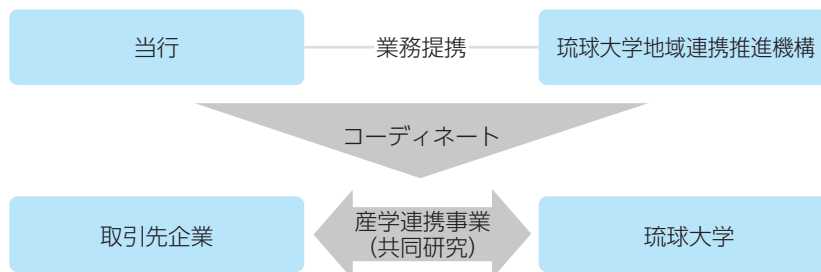 当行
業務提携
琉球大学地域連携推進機構
コーディネート
取引先企業
産学連携事業
（共同研究）
琉球大学